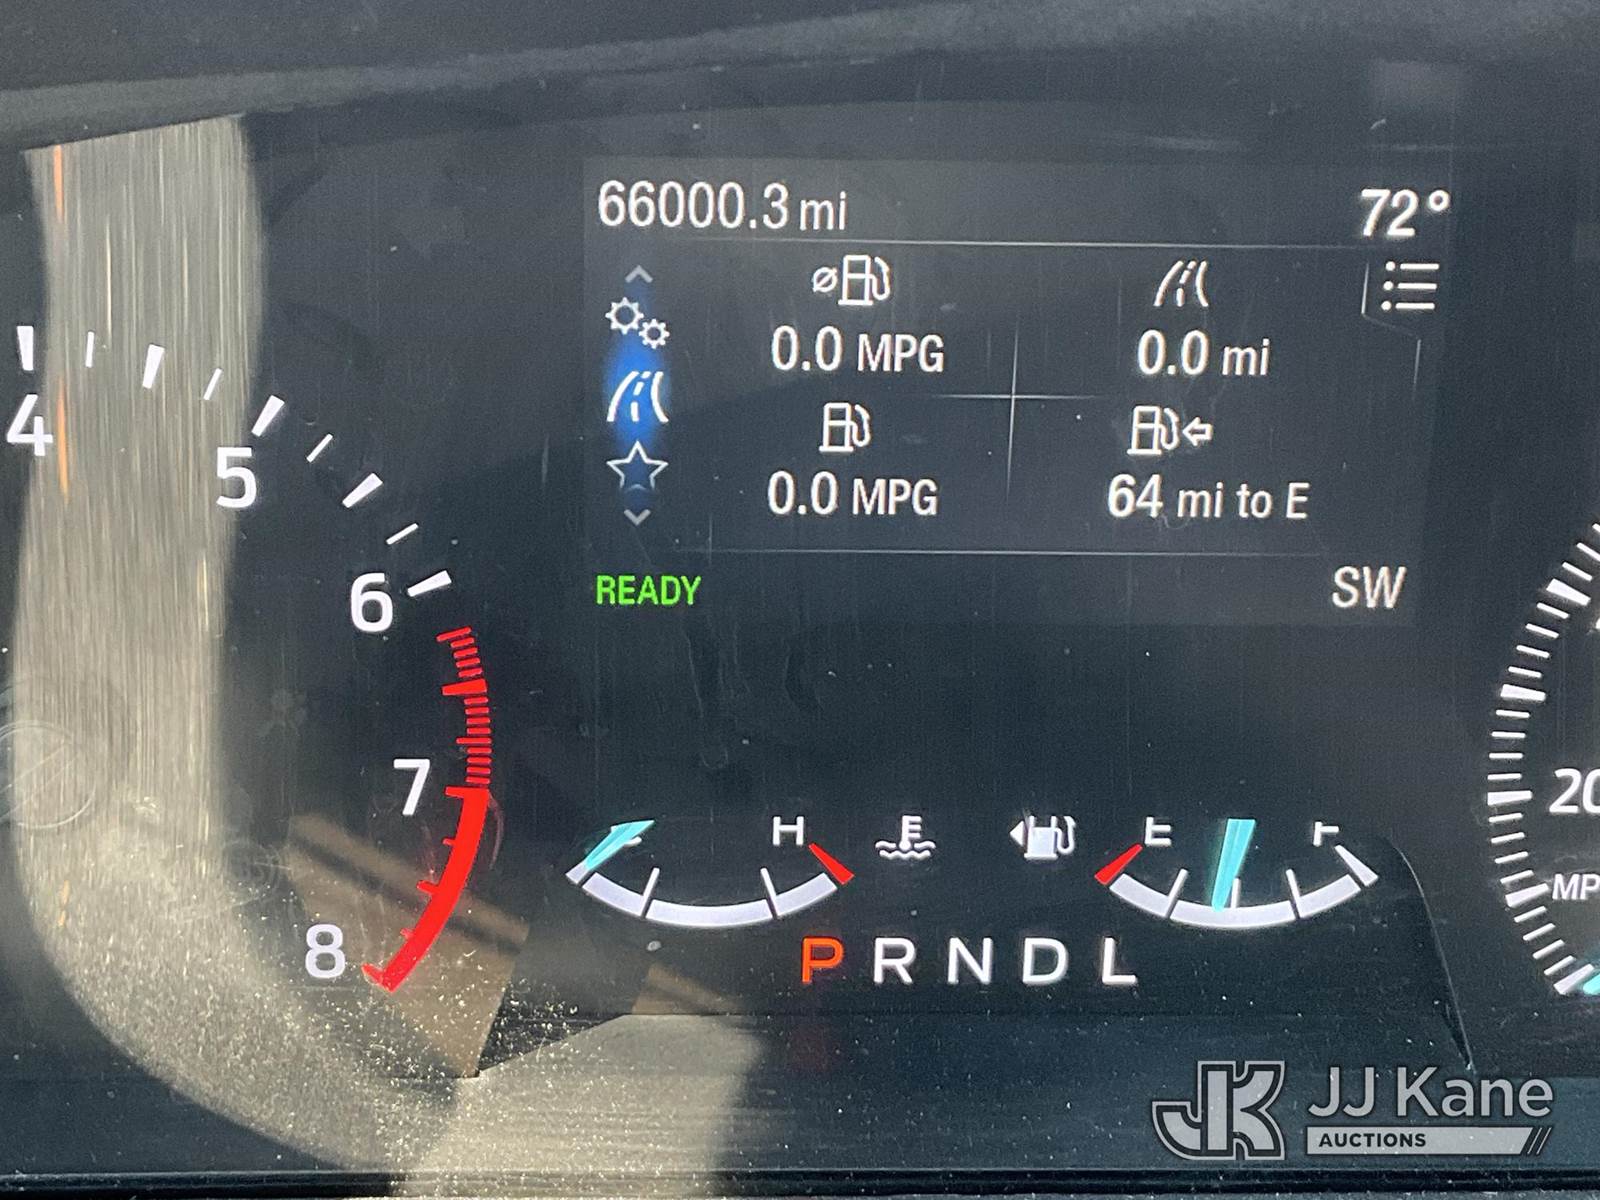 66000.3 mi 72°
0.0 MPG 0.0 mi
0.0 MPG 64 mi to E
READY SW
4
5
6
7
8
H
E F
20
P R N D L
JJ Kane
AUCTIONS